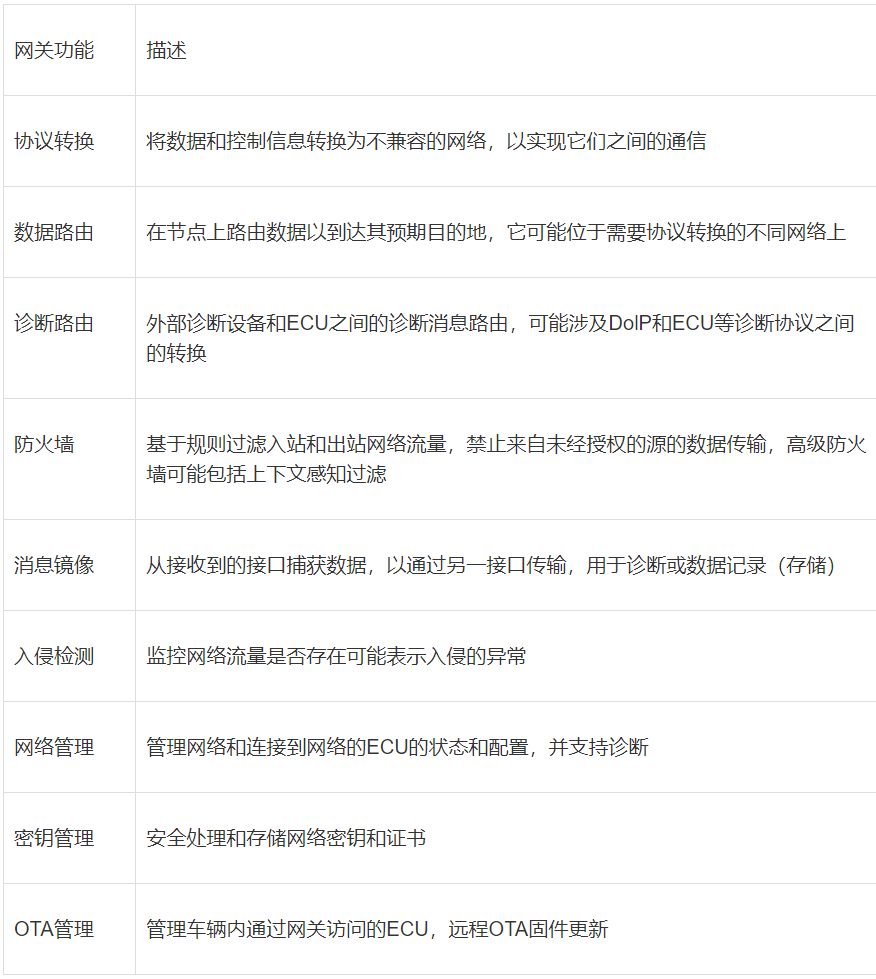 网关功能 描述
协议转换 将数据和控制信息转换为不兼容的网络，以实现它们之间的通信
数据路由 在节点上路由数据以到达其预期目的地，它可能位于需要协议转换的不同网络上
诊断路由 外部诊断设备和ECU之间的诊断消息路由，可能涉及DoIP和ECU等诊断协议之间
的转换
防火墙 基于规则过滤入站和出站网络流量，禁止来自未经授权的源的数据传输，高级防火
墙可能包括上下文感知过滤
消息镜像 从接收到的接口捕获数据，以通过另一接口传输，用于诊断或数据记录（存储）
入侵检测 监控网络流量是否存在可能表示入侵的异常
网络管理 管理网络和连接到网络的ECU的状态和配置，并支持诊断
密钥管理 安全处理和存储网络密钥和证书
OTA管理 管理车辆内通过网关访问的ECU，远程OTA固件更新